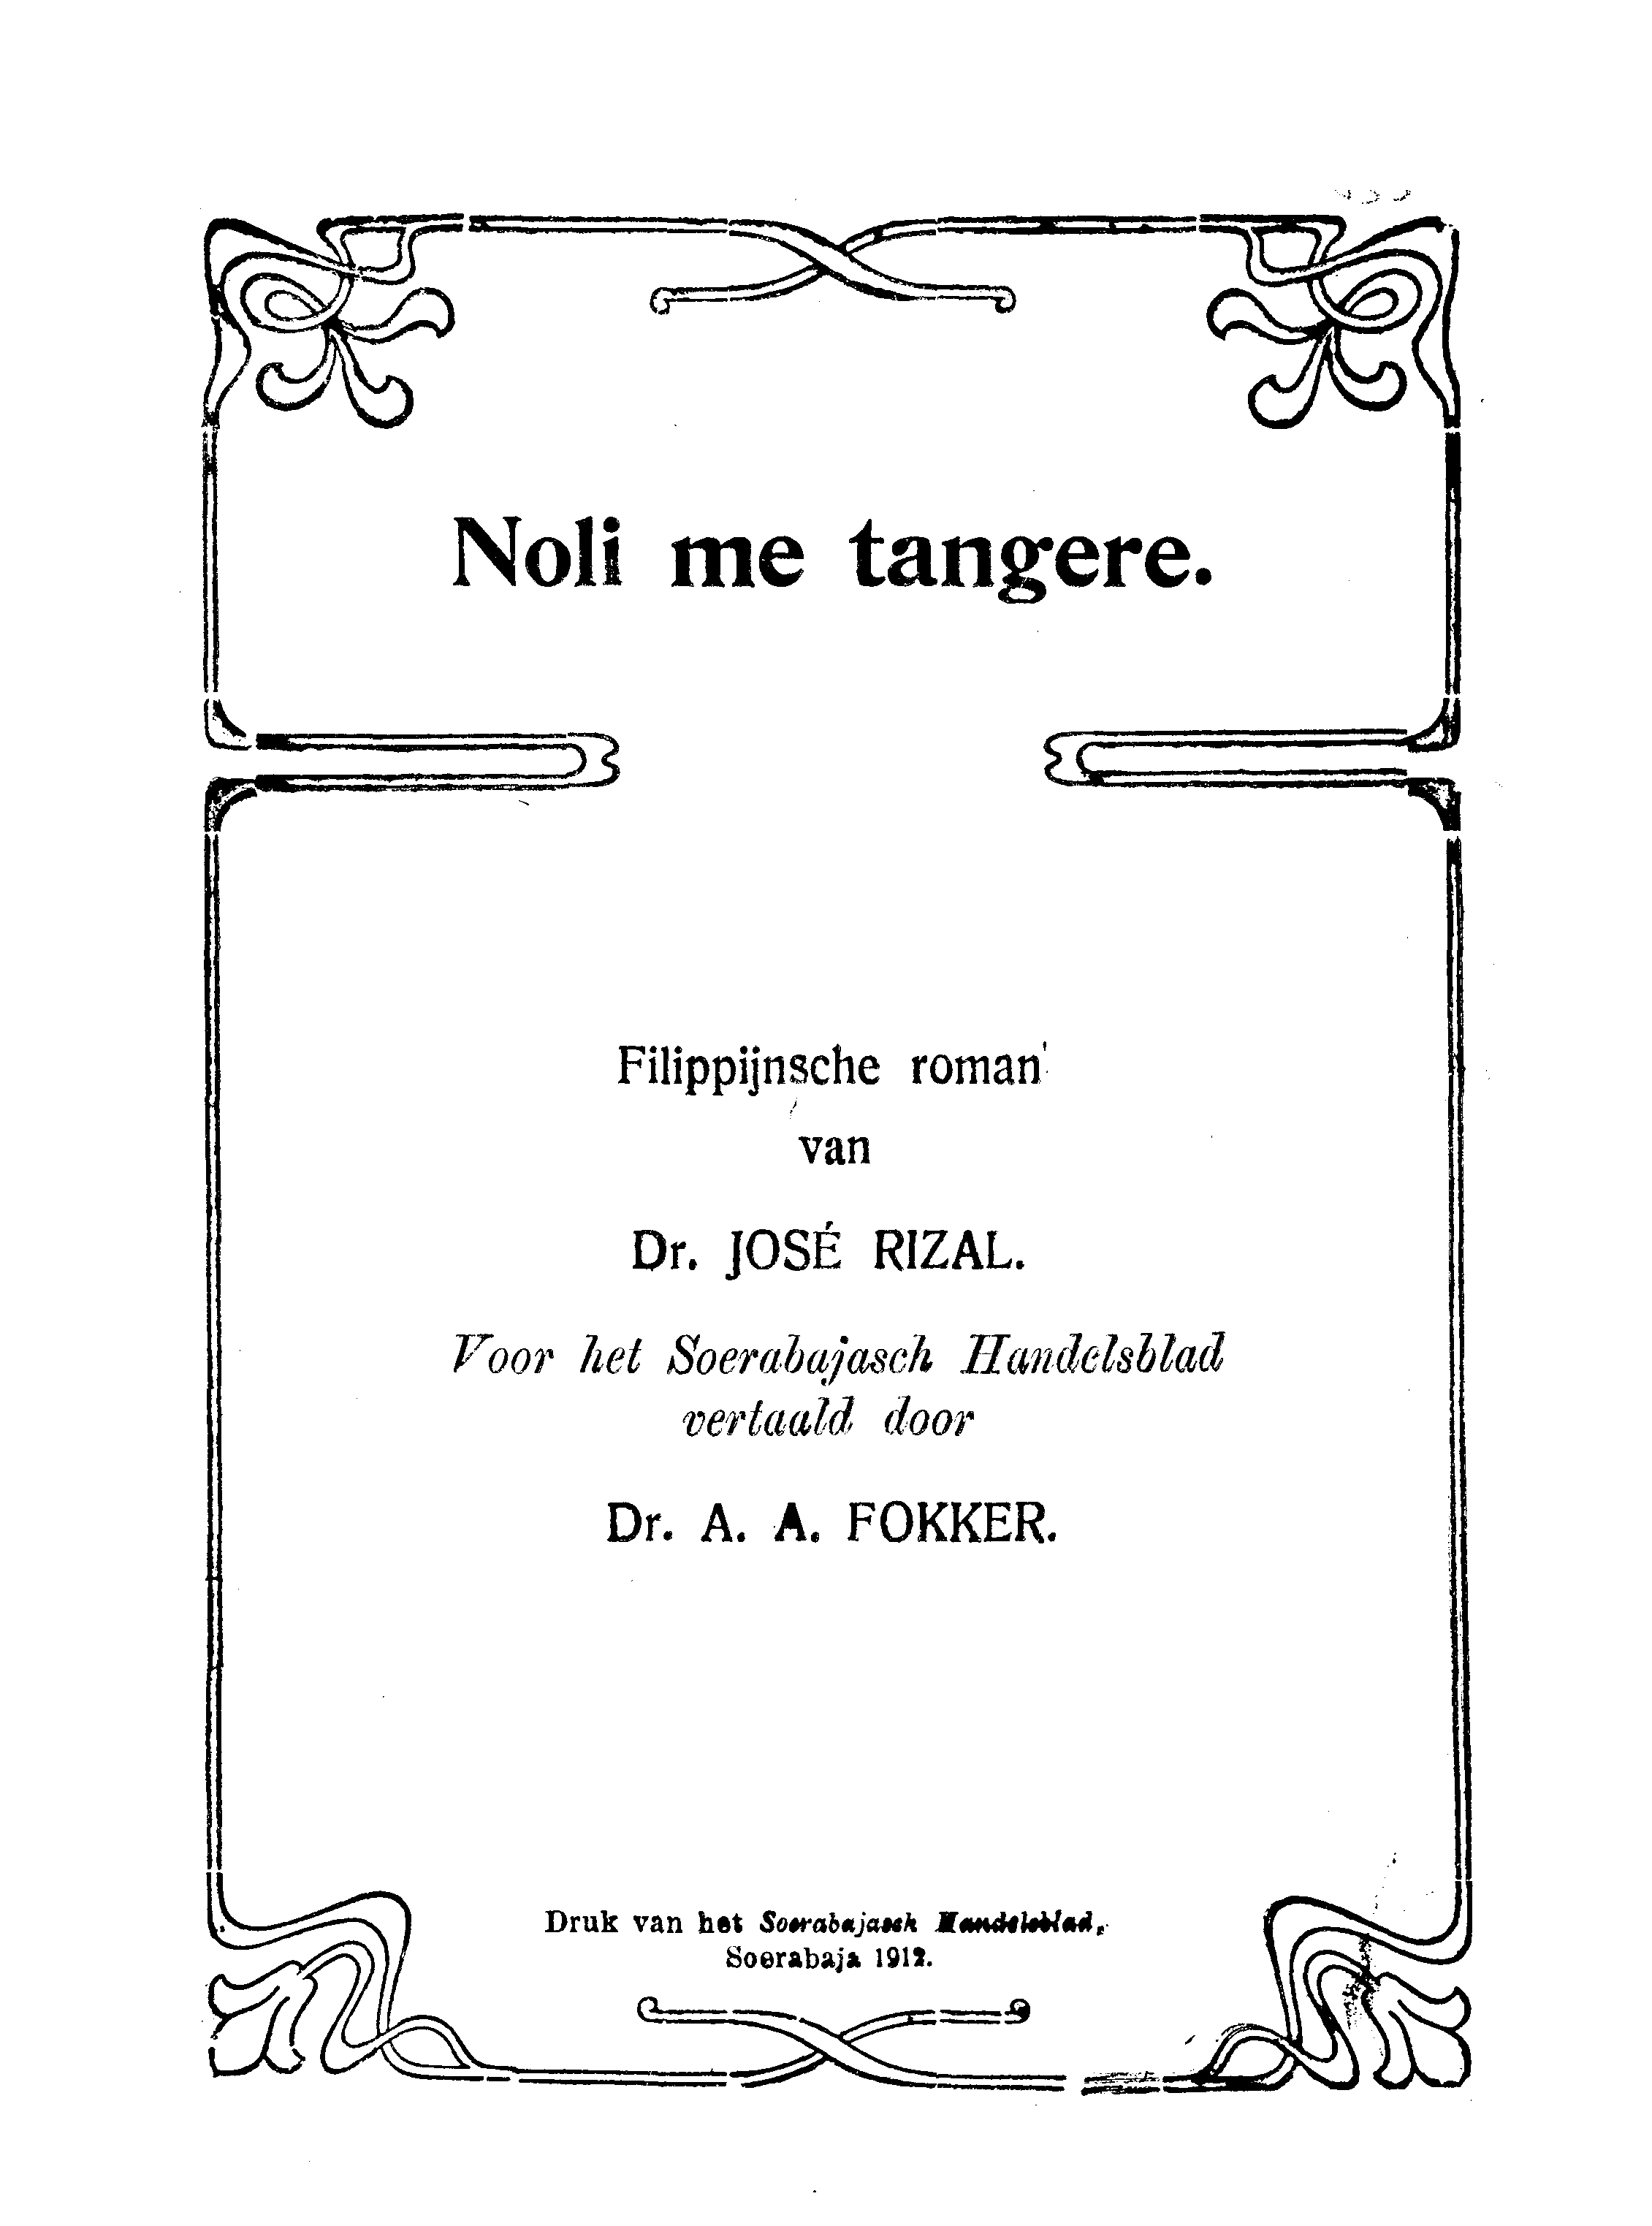 Noli me tangere.
Filippijnsche roman
van
Dr. JOSÉ RIZAL.
Voor het Soerabajasch Handelsblad
vertaald door
Dr. A. A. FOKKER.
Druk van het Soerabajasch Handelsblad,
Soerabaja 1912.